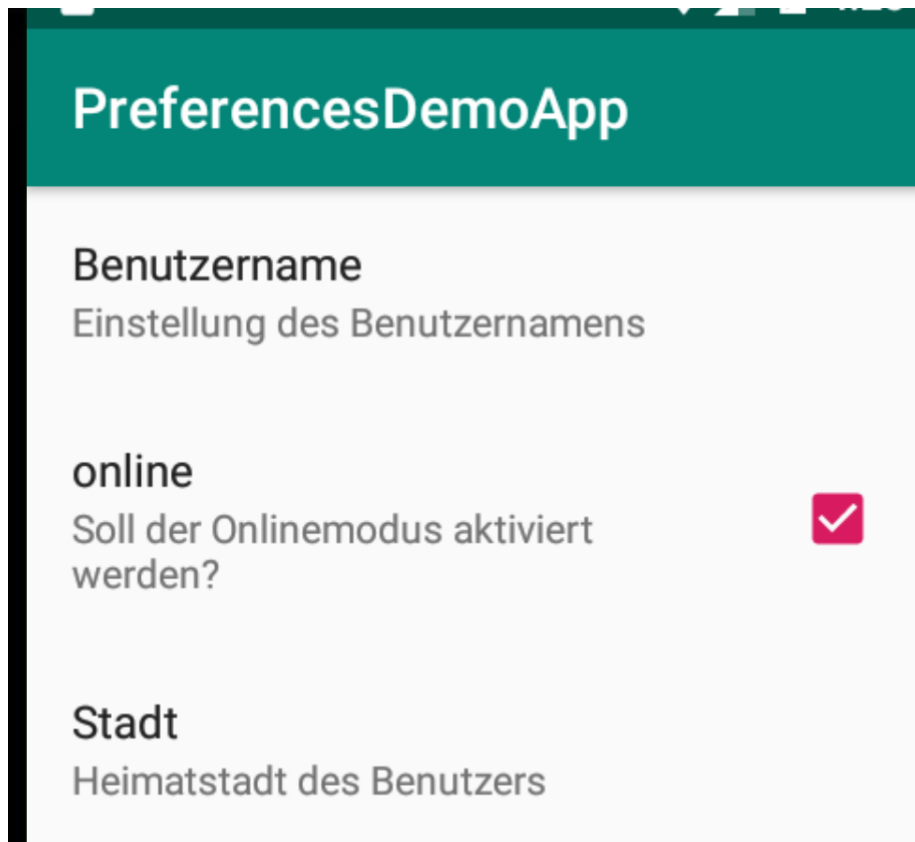 PreferencesDemoApp
Benutzername
Einstellung des Benutzernamens
online
Soll der Onlinemodus aktiviert
werden?
Stadt
Heimatstadt des Benutzers